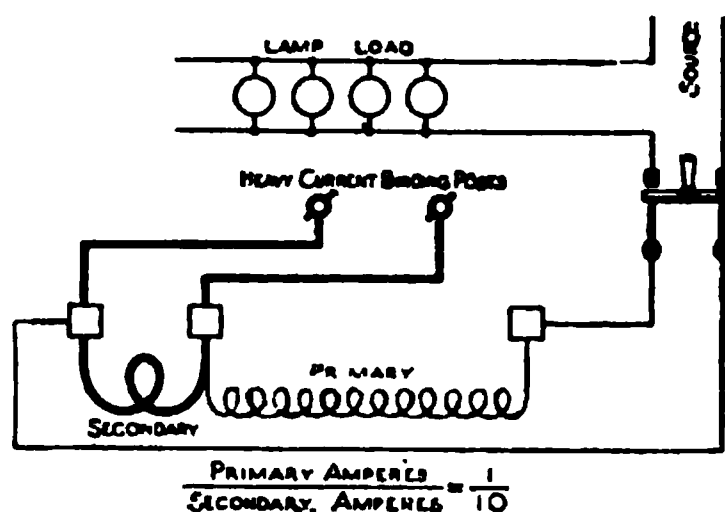 LAMP LOAD
SOURCE
HEAVY CURRENT BINDING POSTS
PRIMARY
SECONDARY
PRIMARY AMPERES
SECONDARY AMPERES
= 1
10